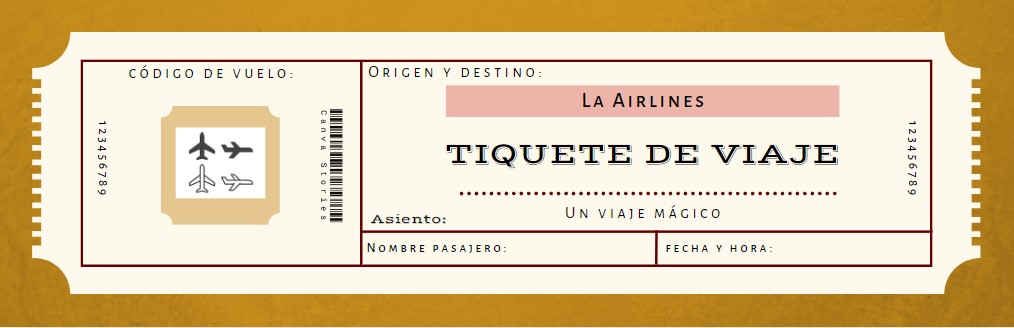 CÓDIGO DE VUELO:
123456789
Canva Stories
ORIGEN Y DESTINO:
LA AIRLINES
TIQUETE DE VIAJE
UN VIAJE MÁGICO
Asiento:
NOMBRE PASAJERO:
FECHA Y HORA:
123456789